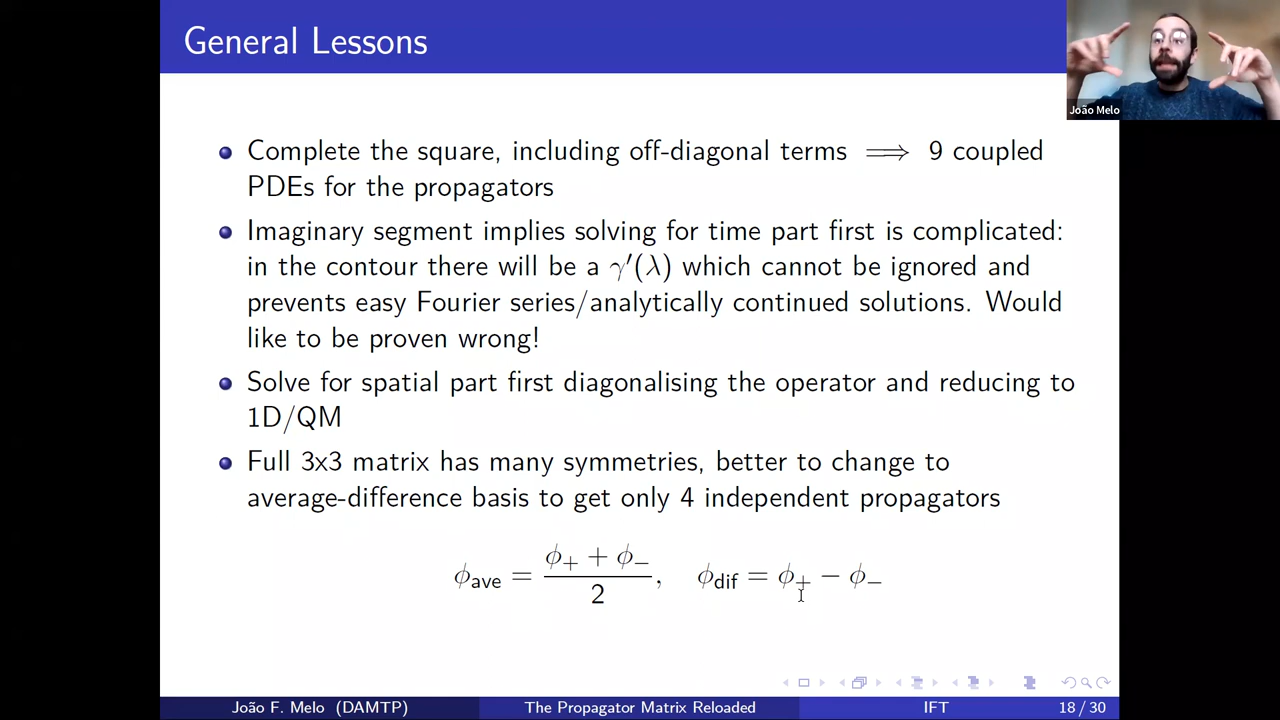 General Lessons
João Melo
Complete the square, including off-diagonal terms ⟹ 9 coupled
PDEs for the propagators
Imaginary segment implies solving for time part first is complicated:
in the contour there will be a γ′(λ) which cannot be ignored and
prevents easy Fourier series/analytically continued solutions. Would
like to be proven wrong!
Solve for spatial part first diagonalising the operator and reducing to
1D/QM
Full 3x3 matrix has many symmetries, better to change to
average-difference basis to get only 4 independent propagators
ϕ_ave = (ϕ_+ + ϕ_−)/2, ϕ_dif = ϕ_+ − ϕ_−
João F. Melo (DAMTP) The Propagator Matrix Reloaded IFT 18 / 30